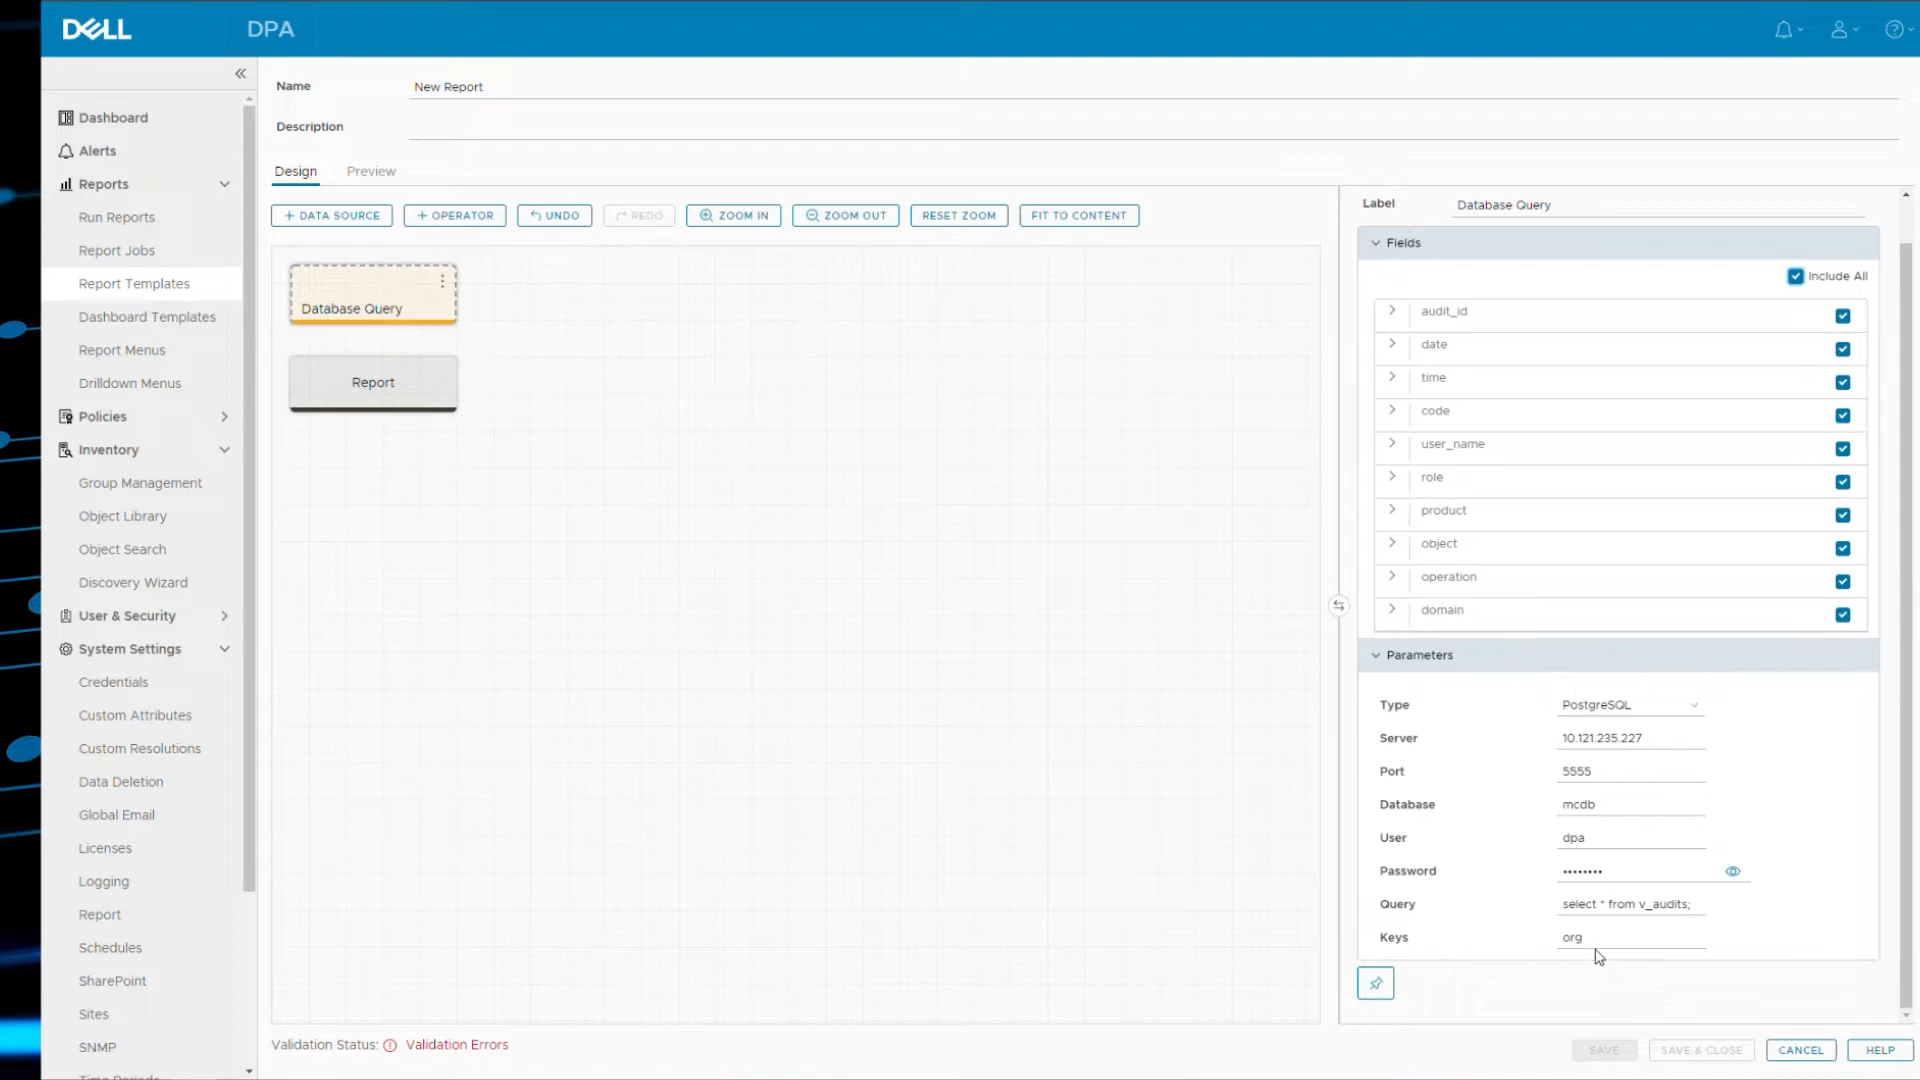 DELL
DPA
Name
New Report
Description
Design
Preview
+ DATA SOURCE
+ OPERATOR
UNDO
REDO
ZOOM IN
ZOOM OUT
RESET ZOOM
FIT TO CONTENT
Dashboard
Alerts
Reports
Run Reports
Report Jobs
Report Templates
Dashboard Templates
Report Menus
Drilldown Menus
Policies
Inventory
Group Management
Object Library
Object Search
Discovery Wizard
User & Security
System Settings
Credentials
Custom Attributes
Custom Resolutions
Data Deletion
Global Email
Licenses
Logging
Report
Schedules
SharePoint
Sites
SNMP
Time Periods
Database Query
Report
Label
Database Query
Fields
Include All
audit_id
date
time
code
user_name
role
product
object
operation
domain
Parameters
Type
PostgreSQL
Server
10.121.235.227
Port
5555
Database
mcdb
User
dpa
Password
••••••••
Query
select * from v_audits;
Keys
org
Validation Status:
Validation Errors
SAVE
SAVE & CLOSE
CANCEL
HELP